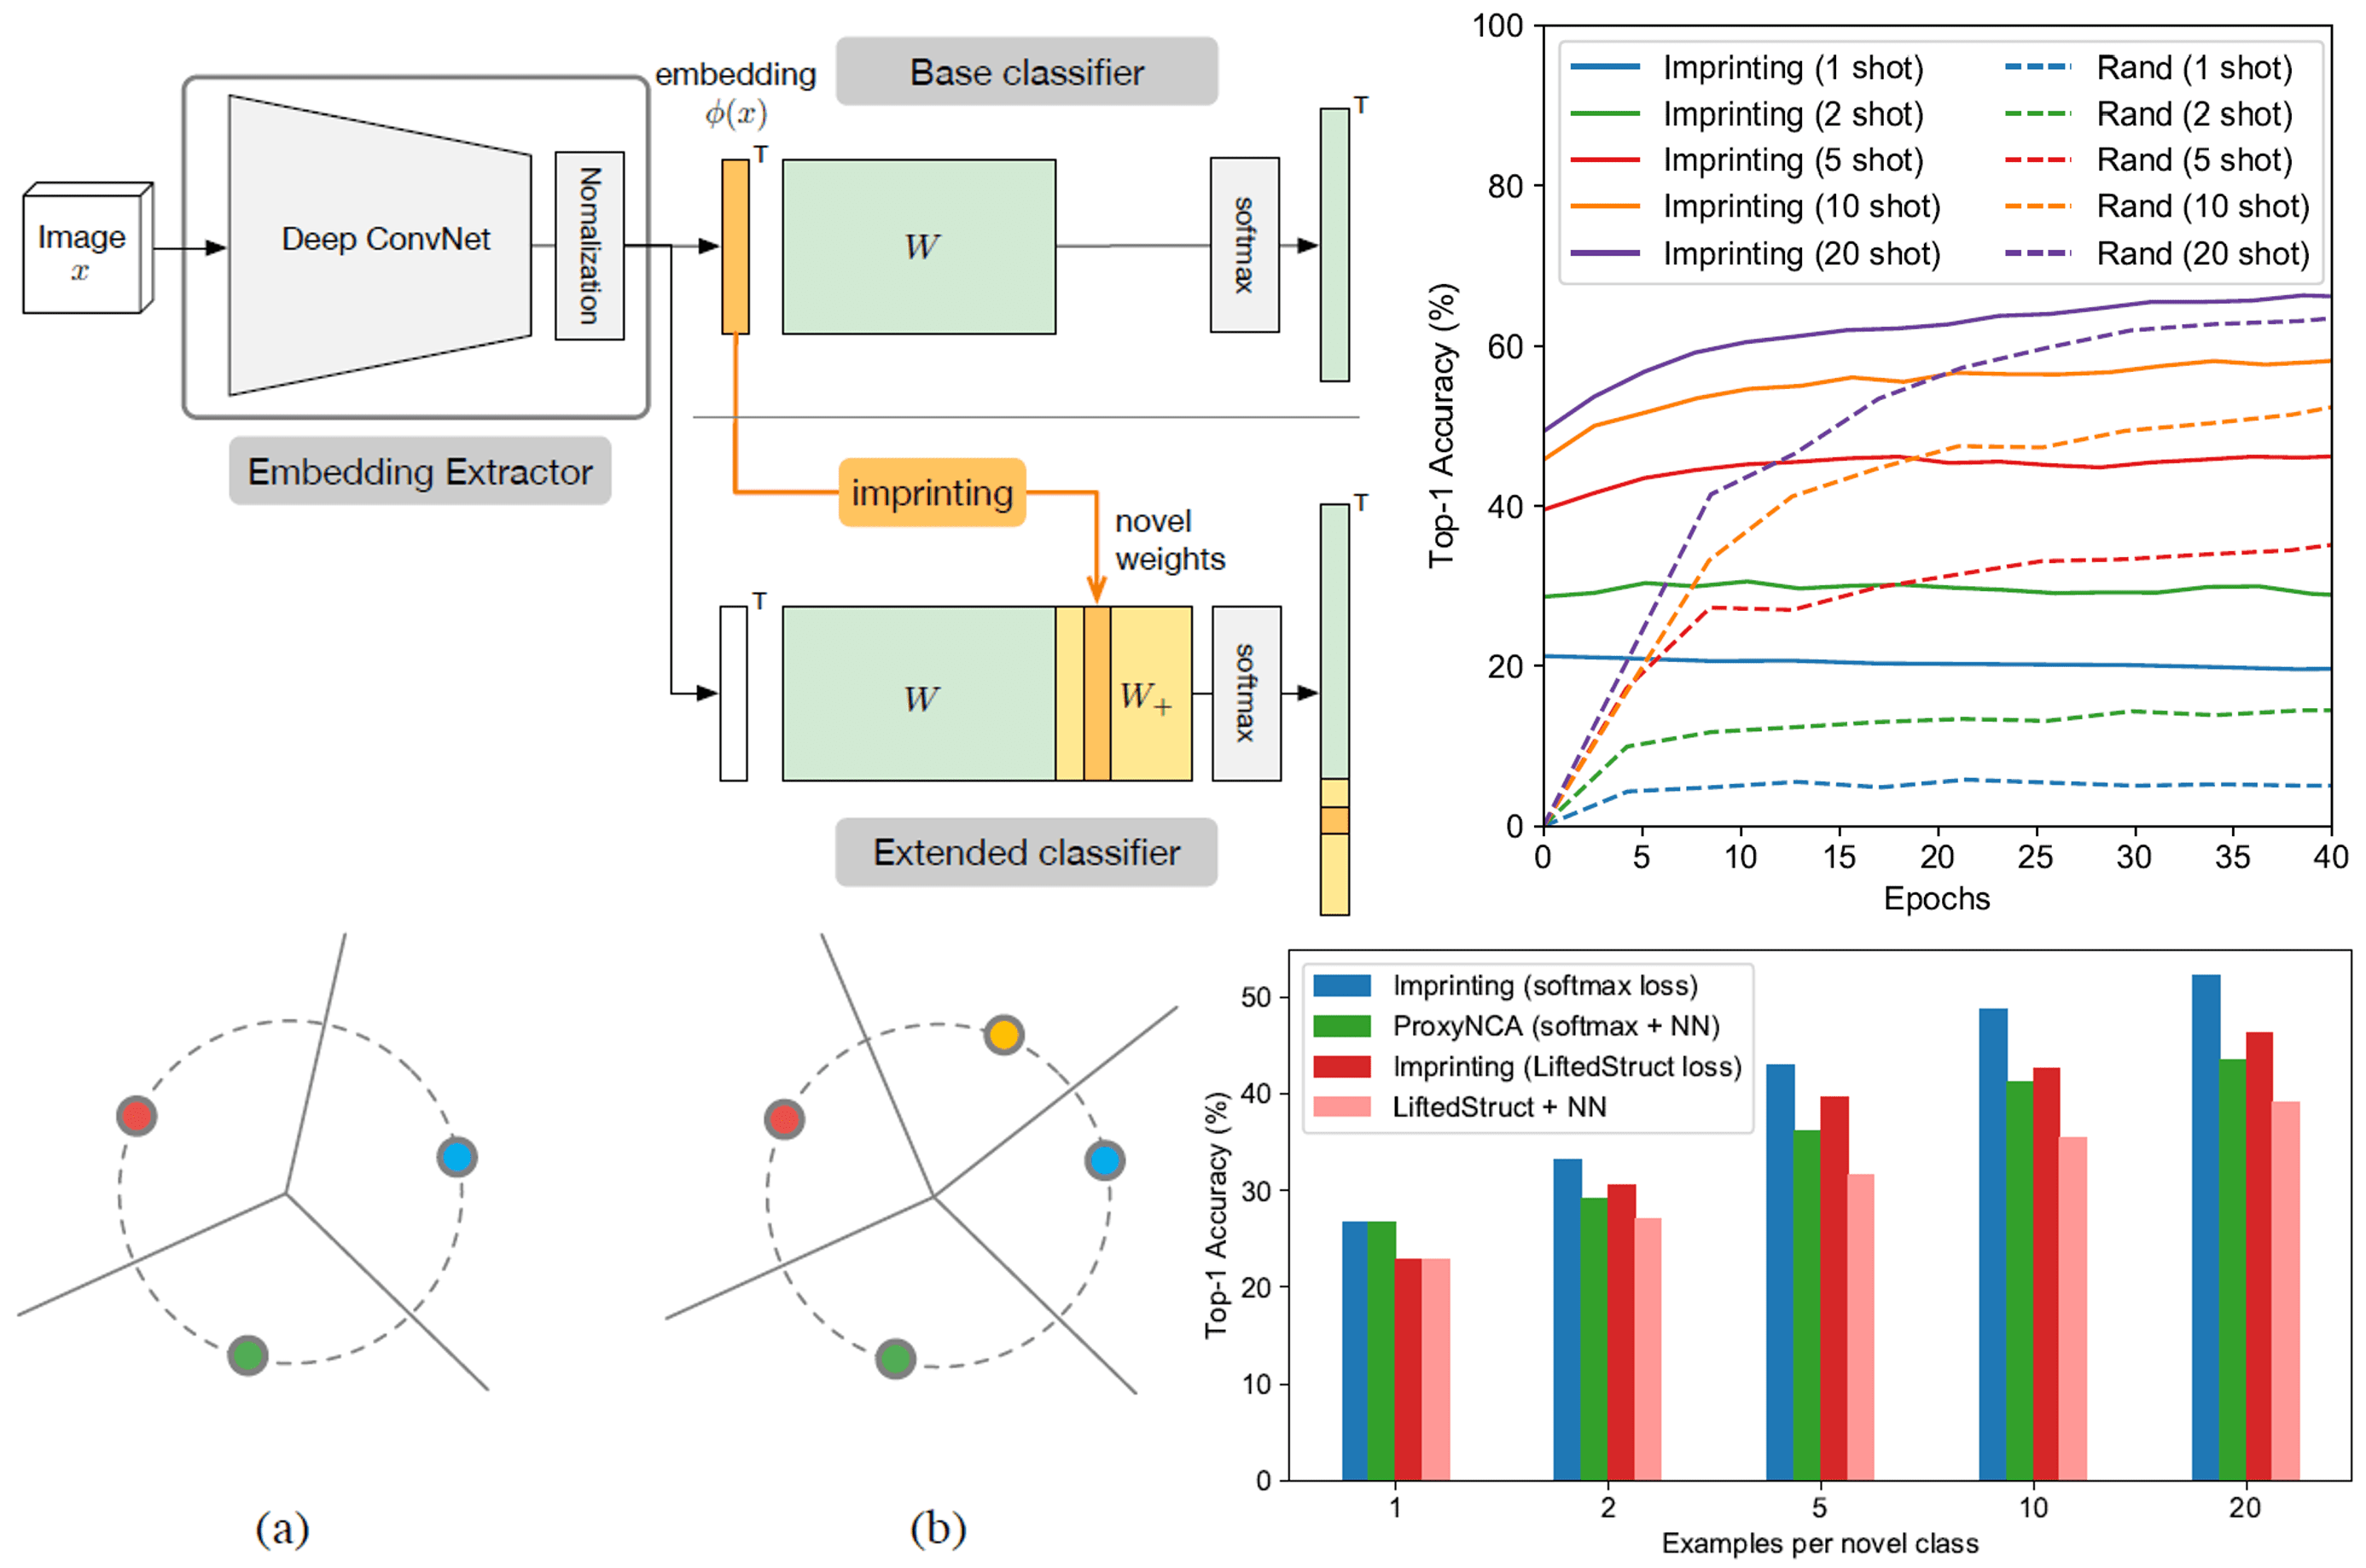 embedding
ϕ(x)
Base classifier
T
T
Image
x
Deep ConvNet
Nomalization
W
softmax
Embedding Extractor
imprinting
novel
weights
T
T
W
W+
softmax
Extended classifier
100
80
60
40
20
0
Top-1 Accuracy (%)
Imprinting (1 shot)
Imprinting (2 shot)
Imprinting (5 shot)
Imprinting (10 shot)
Imprinting (20 shot)
Rand (1 shot)
Rand (2 shot)
Rand (5 shot)
Rand (10 shot)
Rand (20 shot)
0 5 10 15 20 25 30 35 40
Epochs
(a)
(b)
50
40
30
20
10
0
Top-1 Accuracy (%)
Imprinting (softmax loss)
ProxyNCA (softmax + NN)
Imprinting (LiftedStruct loss)
LiftedStruct + NN
1 2 5 10 20
Examples per novel class